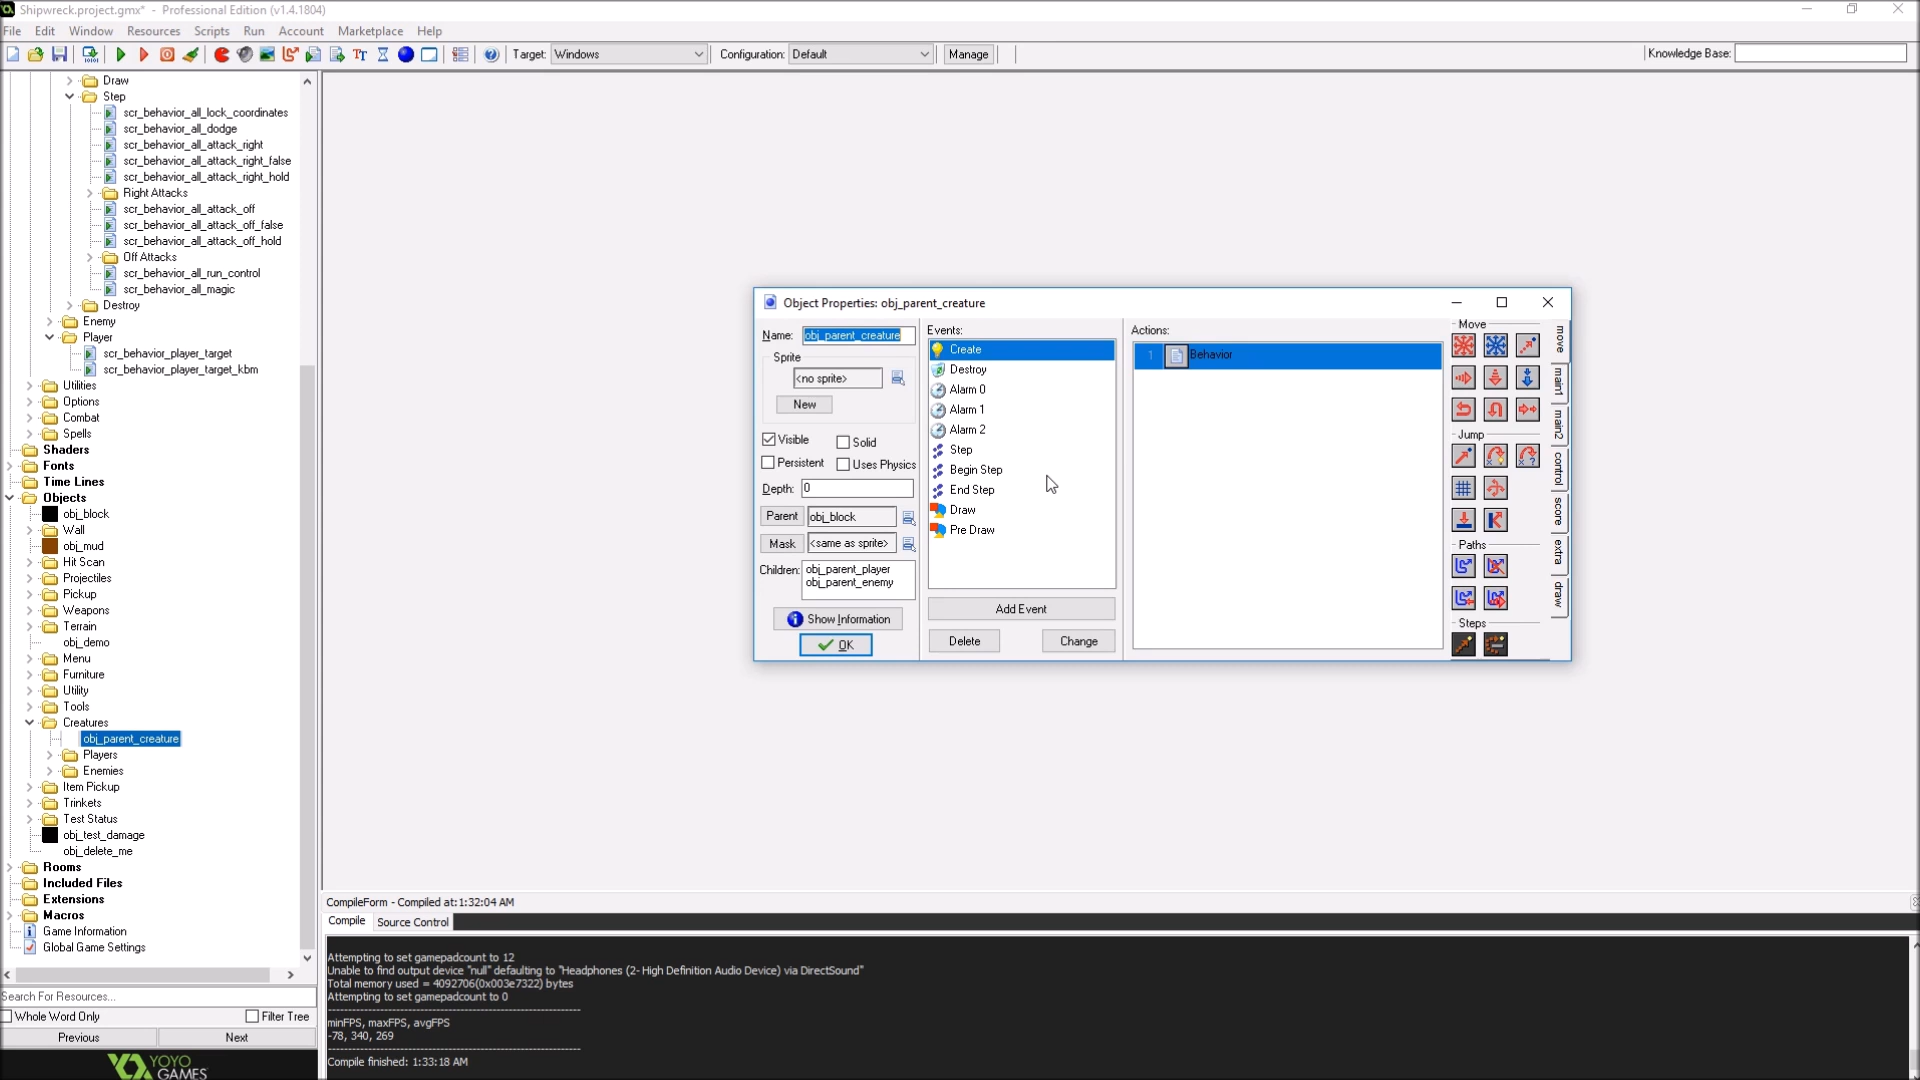 Shipwreck.project.gmx* - Professional Edition (v1.4.1804)
File Edit Window Resources Scripts Run Account Marketplace Help
Target: Windows Configuration: Default Manage Knowledge Base:
Draw
Step
scr_behavior_all_lock_coordinates
scr_behavior_all_dodge
scr_behavior_all_attack_right
scr_behavior_all_attack_right_false
scr_behavior_all_attack_right_hold
Right Attacks
scr_behavior_all_attack_off
scr_behavior_all_attack_off_false
scr_behavior_all_attack_off_hold
Off Attacks
scr_behavior_all_run_control
scr_behavior_all_magic
Destroy
Enemy
Player
scr_behavior_player_target
scr_behavior_player_target_kbm
Utilities
Options
Combat
Spells
Shaders
Fonts
Time Lines
Objects
obj_block
Wall
obj_mud
Hit Scan
Projectiles
Pickup
Weapons
Terrain
obj_demo
Menu
Furniture
Utility
Tools
Creatures
obj_parent_creature
Players
Enemies
Item Pickup
Trinkets
Test Status
obj_test_damage
obj_delete_me
Rooms
Included Files
Extensions
Macros
Game Information
Global Game Settings
Search For Resources...
Whole Word Only Filter Tree
Previous Next
YOYO
GAMES
Object Properties: obj_parent_creature
Name: obj_parent_creature
Sprite
<no sprite>
New
Visible Solid
Persistent Uses Physics
Depth: 0
Parent obj_block
Mask <same as sprite>
Children: obj_parent_player
obj_parent_enemy
Show Information
OK
Events:
Create
Destroy
Alarm 0
Alarm 1
Alarm 2
Step
Begin Step
End Step
Draw
Pre Draw
Add Event
Delete Change
Actions:
1 Behavior
Move
Jump
Paths
Steps
move
main1
main2
control
score
extra
draw
CompileForm - Compiled at:1:32:04 AM
Compile Source Control
Attempting to set gamepadcount to 12
Unable to find output device "null" defaulting to "Headphones (2- High Definition Audio Device) via DirectSound"
Total memory used = 4092706(0x003e7322) bytes
Attempting to set gamepadcount to 0
minFPS, maxFPS, avgFPS
-78, 340, 269
Compile finished: 1:33:18 AM